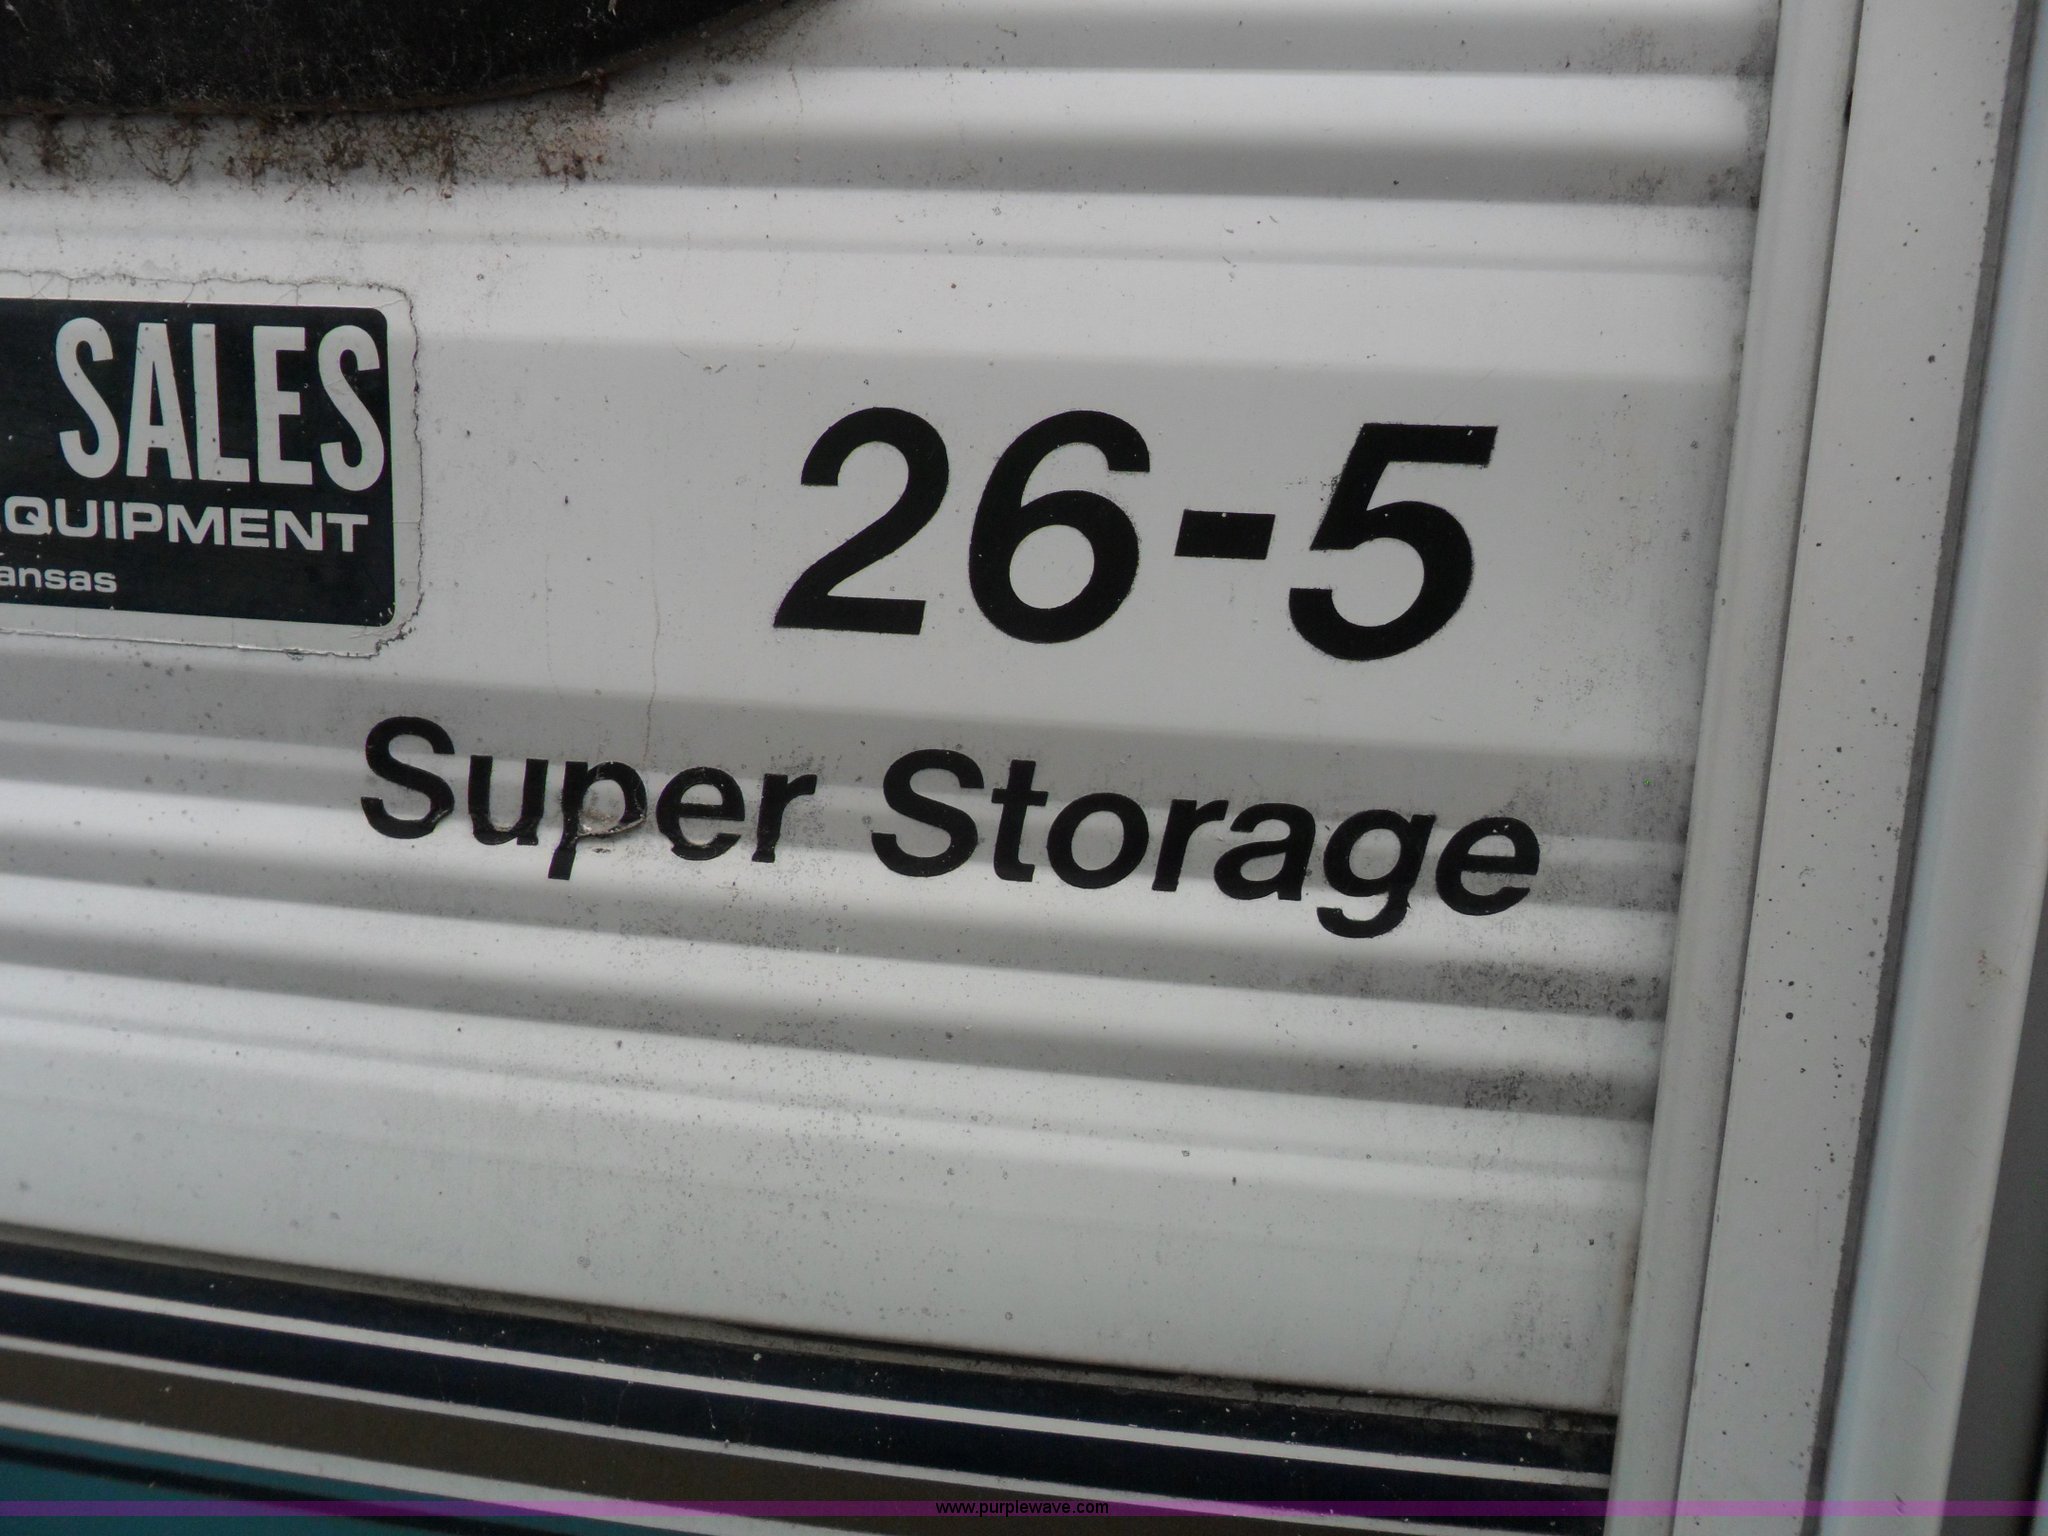 SALES
QUIPMENT
ansas
26-5
Super Storage
www.purplewave.com